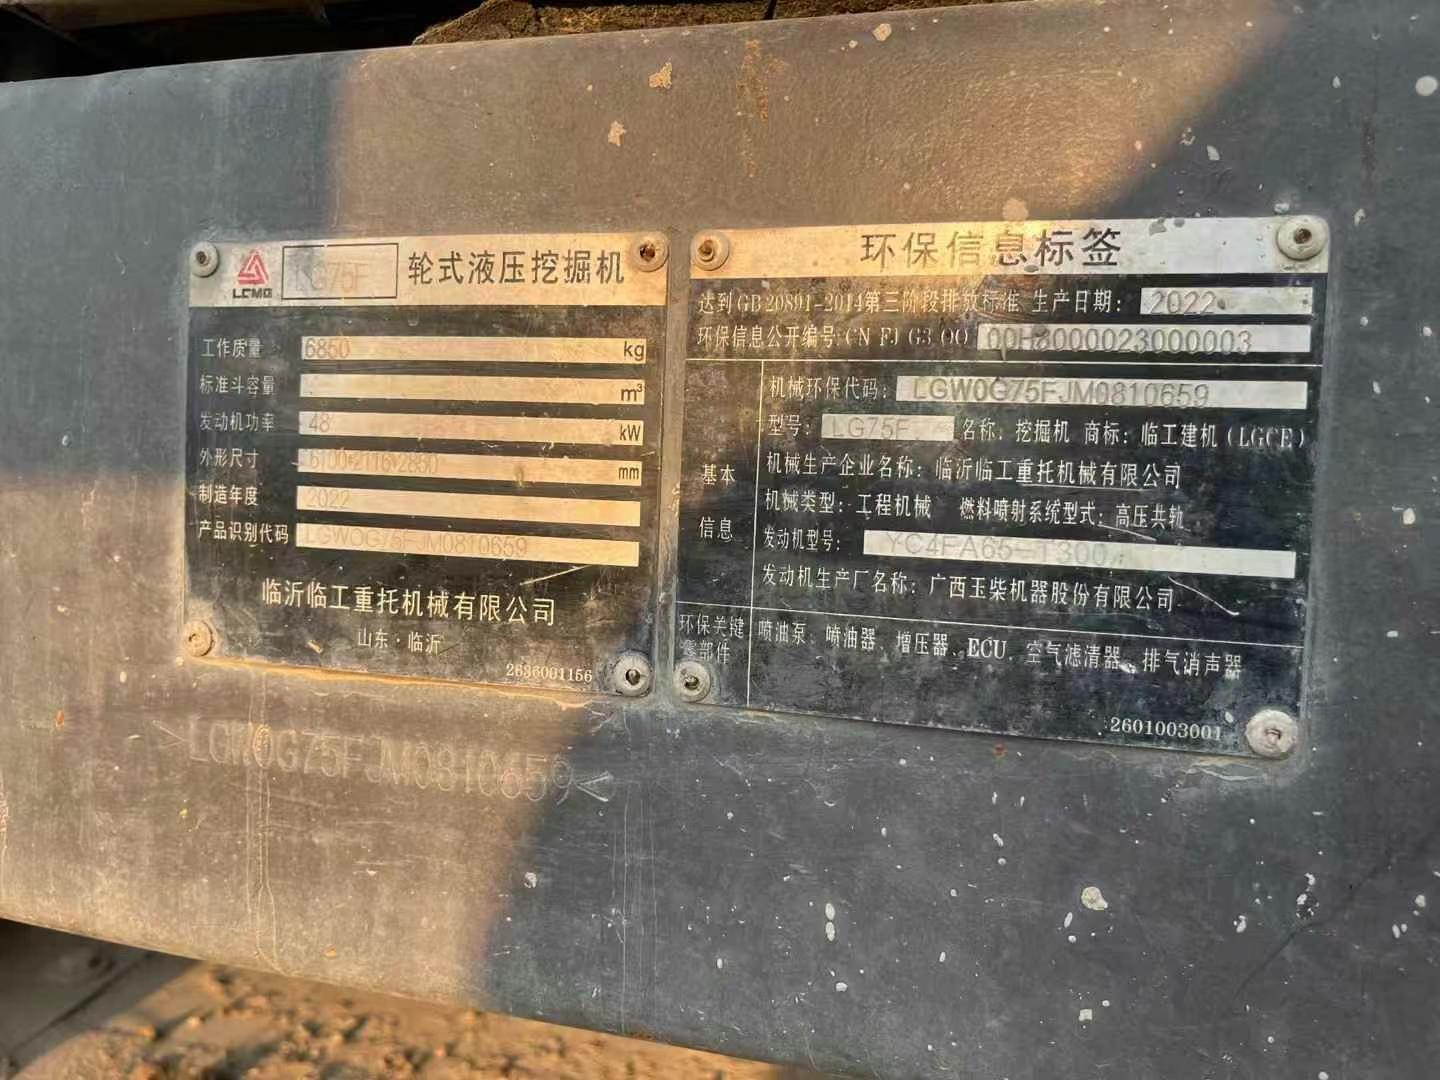 LCMG LG75F 轮式液压挖掘机
工作质量 6850 kg
标准斗容量 m³
发动机功率 48 kW
外形尺寸 6100*2116*2850 mm
制造年度 2022
产品识别代码 LGW0G75FJM0810659
临沂临工重托机械有限公司
山东·临沂
2636001156
环保信息标签
达到GB 20891-2014第三阶段排放标准 生产日期: 2022
环保信息公开编号:CN FJ G3 00 00H3000023000003
基本信息
机械环保代码: LGW0G75FJM0810659
型号: LG75F 名称: 挖掘机 商标: 临工建机 (LGCE)
机械生产企业名称: 临沂临工重托机械有限公司
机械类型: 工程机械 燃料喷射系统型式: 高压共轨
发动机型号: YC4FA65-T300
发动机生产厂名称: 广西玉柴机器股份有限公司
环保关键零部件
喷油泵、喷油器、增压器、ECU、空气滤清器、排气消声器
2601003001
>LGW0G75FJM0810659<